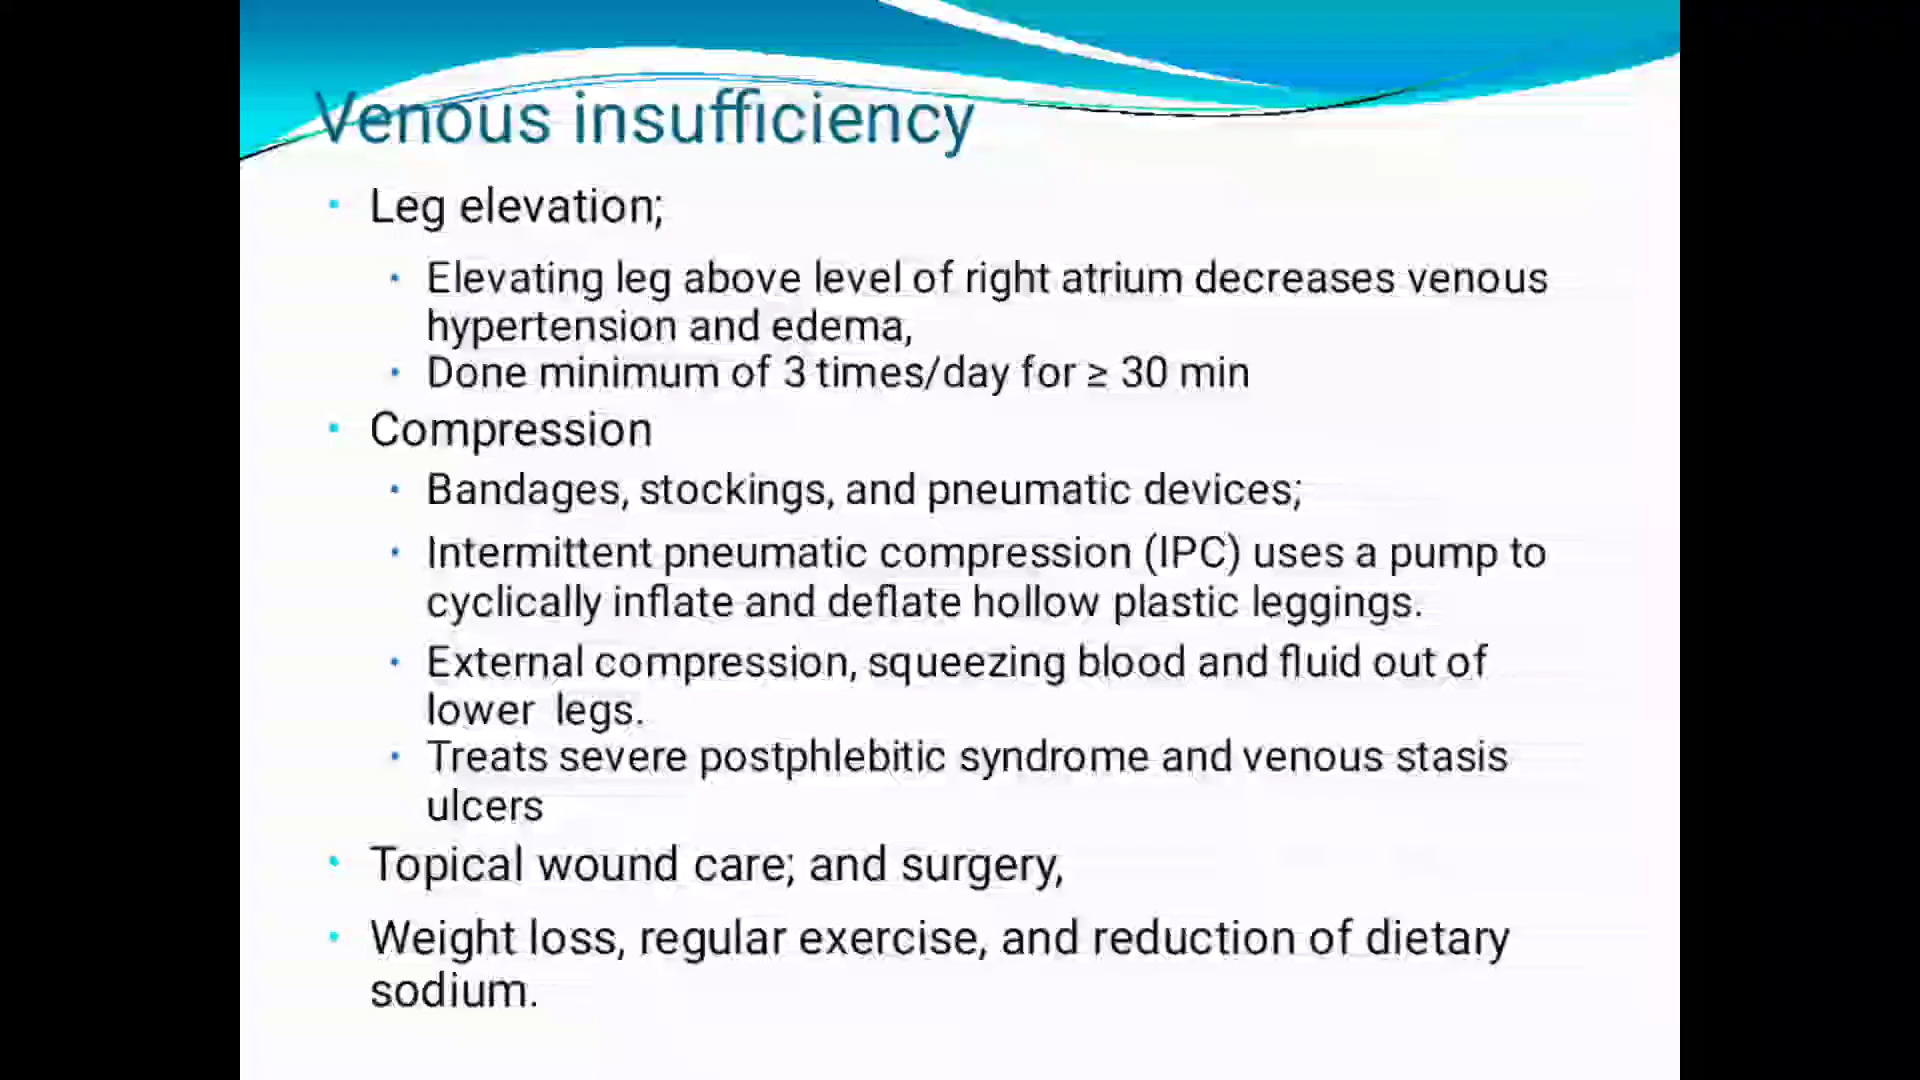 Venous insufficiency
• Leg elevation;
• Elevating leg above level of right atrium decreases venous
hypertension and edema,
• Done minimum of 3 times/day for ≥ 30 min
• Compression
• Bandages, stockings, and pneumatic devices;
• Intermittent pneumatic compression (IPC) uses a pump to
cyclically inflate and deflate hollow plastic leggings.
• External compression, squeezing blood and fluid out of
lower legs.
• Treats severe postphlebitic syndrome and venous stasis
ulcers
• Topical wound care; and surgery,
• Weight loss, regular exercise, and reduction of dietary
sodium.